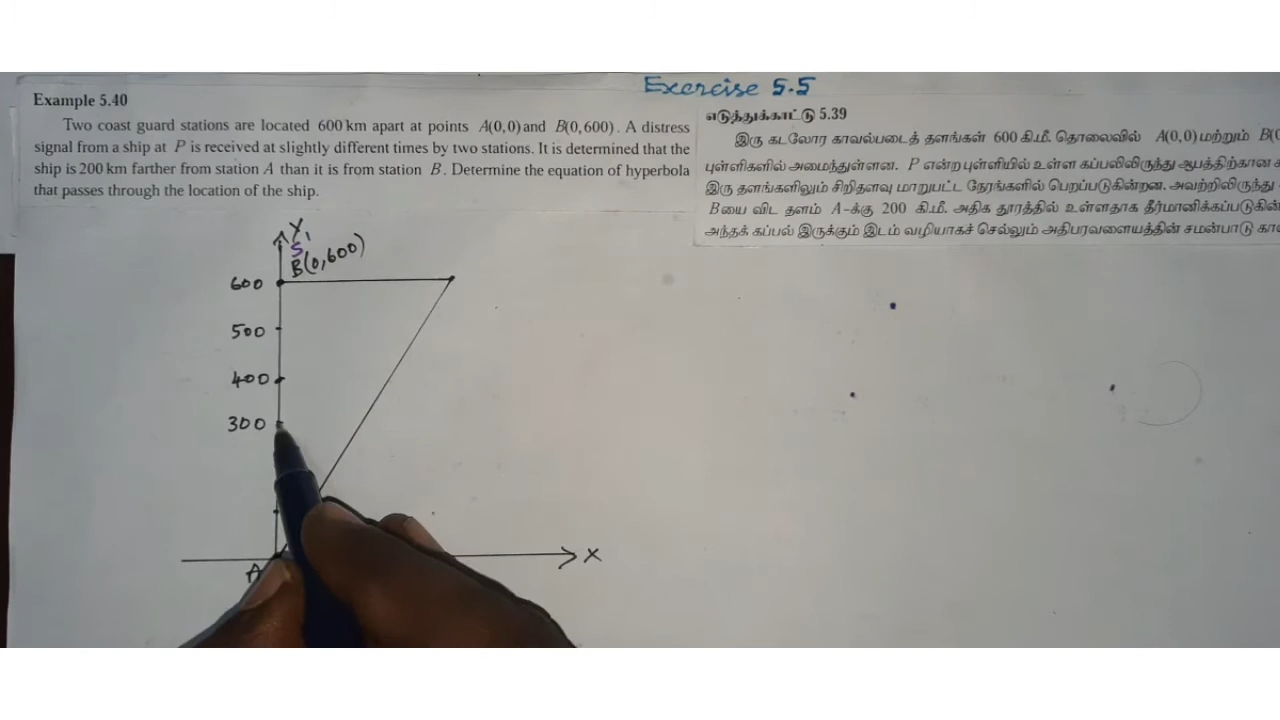 Exercise 5.5
Example 5.40
Two coast guard stations are located 600 km apart at points A(0,0) and B(0,600). A distress
signal from a ship at P is received at slightly different times by two stations. It is determined that the
ship is 200 km farther from station A than it is from station B. Determine the equation of hyperbola
that passes through the location of the ship.
எடுத்துக்காட்டு 5.39
இரு கடலோர காவல்படைத் தளங்கள் 600 கி.மீ. தொலைவில் A(0,0) மற்றும் B(
புள்ளிகளில் அமைந்துள்ளன. P என்ற புள்ளியில் உள்ள கப்பலிலிருந்து ஆபத்திற்கான
இரு தளங்களிலும் சிறிதளவு மாறுபட்ட நேரங்களில் பெறப்படுகின்றன. அவற்றிலிருந்து
Bயை விட தளம் A-க்கு 200 கி.மீ. அதிக தூரத்தில் உள்ளதாக தீர்மானிக்கப்படுகின்
அந்தக் கப்பல் இருக்கும் இடம் வழியாகச் செல்லும் அதிபரவளையத்தின் சமன்பாடு
Y
S₁
B(0,600)
600
500
400
300
A
X